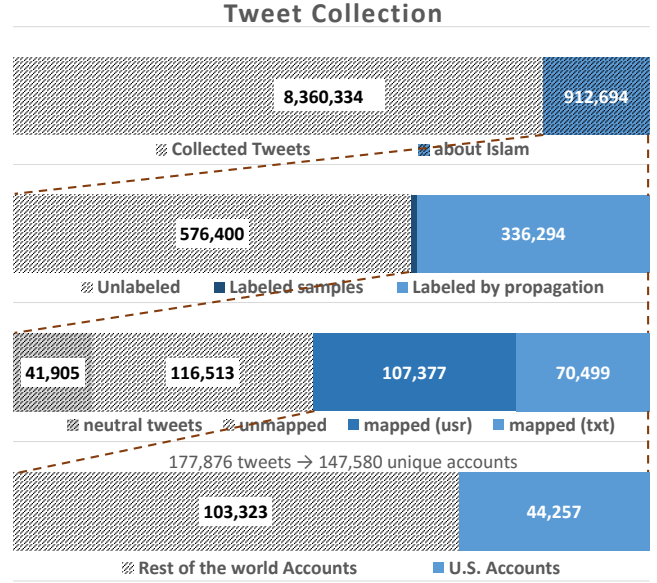 Tweet Collection
8,360,334 912,694
Collected Tweets about Islam
576,400 336,294
Unlabeled Labeled samples Labeled by propagation
41,905 116,513 107,377 70,499
neutral tweets unmapped mapped (usr) mapped (txt)
177,876 tweets → 147,580 unique accounts
103,323 44,257
Rest of the world Accounts U.S. Accounts